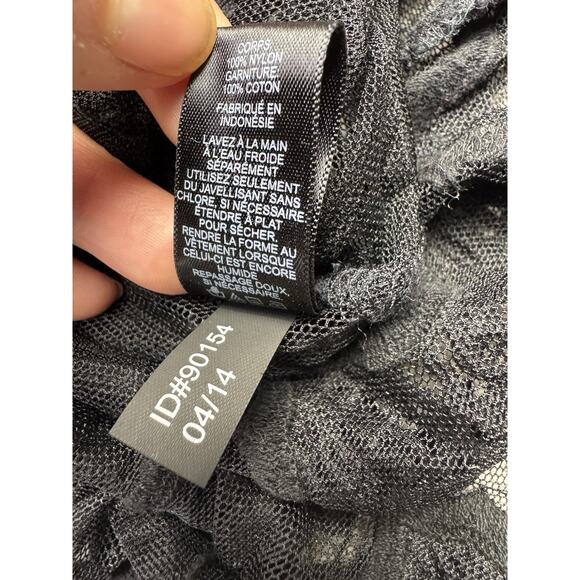 CORPS
100% NYLON
GARNITURE:
100% COTON
FABRIQUÉ EN
INDONÉSIE
LAVEZ À LA MAIN
À L'EAU FROIDE
SÉPARÉMENT
UTILISEZ SEULEMENT
DU JAVELLISANT SANS
CHLORE, SI NÉCESSAIRE.
ÉTENDRE À PLAT
POUR SÉCHER,
RENDRE LA FORME AU
VÊTEMENT LORSQUE
CELUI-CI EST ENCORE
HUMIDE
REPASSAGE DOUX,
SI NÉCESSAIRE.
ID#90154
04/14